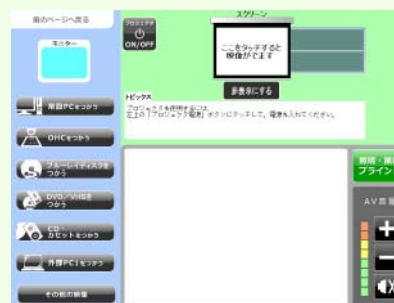 前のページへ戻る
モニター
プロジェクタ
ON/OFF
スクリーン
ここをタッチすると
映像がでます
非表示にする
トピックス
プロジェクタを使用するには、
左上の「プロジェクタ電源」ボタンにタッチして、電源を入れてください。
常設PCをつかう
OHCをつかう
ブルーレイディスクを
つかう
DVD/VHSを
つかう
CD・
カセットをつかう
外部PC1をつかう
その他の映像
照明・
ブライン
AV音量